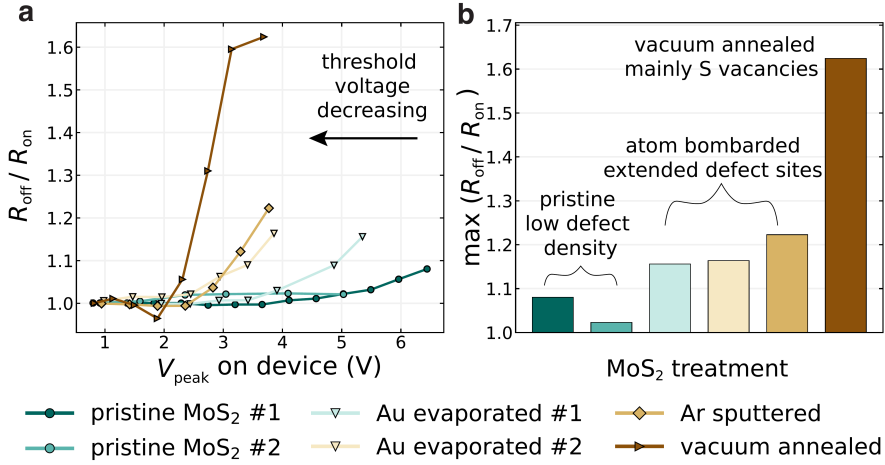 a
R_off / R_on
1.6
1.5
1.4
1.3
1.2
1.1
1.0
1 2 3 4 5 6
V_peak on device (V)
threshold
voltage
decreasing
b
max (R_off / R_on)
1.7
1.6
1.5
1.4
1.3
1.2
1.1
1.0
vacuum annealed
mainly S vacancies
atom bombarded
extended defect sites
pristine
low defect
density
MoS₂ treatment
pristine MoS₂ #1
pristine MoS₂ #2
Au evaporated #1
Au evaporated #2
Ar sputtered
vacuum annealed